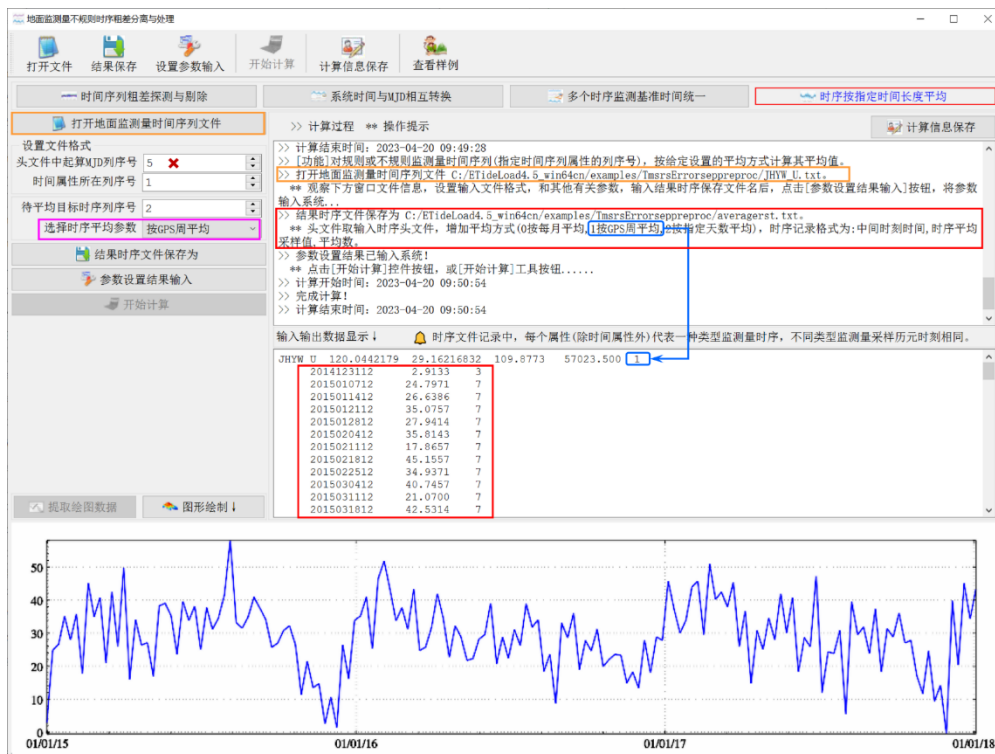 地面监测量不规则时序粗差分离与处理
打开文件 结果保存 设置参数输入 开始计算 计算信息保存 查看样例
时间序列粗差探测与剔除 系统时间与MJD相互转换 多个时序监测基准时间统一 时序按指定时间长度平均
打开地面监测量时间序列文件
设置文件格式
头文件中起算MJD列序号 5
时间属性所在列序号 1
待平均目标时序列序号 2
选择时序平均参数 按GPS周平均
结果时序文件保存为
参数设置结果输入
开始计算
提取绘图数据 图形绘制↓
>> 计算过程 ** 操作提示 计算信息保存
>> 计算结束时间: 2023-04-20 09:49:28
>> [功能]对规则或不规则监测量时间序列(指定时间序列属性的列序号), 按给定设置的平均方式计算其平均值。
>> 打开地面监测量时间序列文件 C:/ETideLoad4.5_win64cn/examples/TmsrsErrorseppreproc/JHYW_U.txt。
** 观察下方窗口文件信息, 设置输入文件格式, 和其他有关参数, 输入结果时序保存文件名后, 点击[参数设置结果输入]按钮, 将参数
输入系统...
>> 结果时序文件保存为 C:/ETideLoad4.5_win64cn/examples/TmsrsErrorseppreproc/averagerst.txt。
** 头文件取输入时序头文件, 增加平均方式(0按每月平均,1按GPS周平均,2按指定天数平均), 时序记录格式为:中间时刻时间,时序平均
采样值,平均数。
>> 参数设置结果已输入系统!
** 点击[开始计算]控件按钮, 或[开始计算]工具按钮......
>> 计算开始时间: 2023-04-20 09:50:54
>> 完成计算!
>> 计算结束时间: 2023-04-20 09:50:54
输入输出数据显示↓ 时序文件记录中, 每个属性(除时间属性外)代表一种类型监测量时序, 不同类型监测量采样历元时刻相同。
JHYW_U 120.0442179 29.16216832 109.8773 57023.500 1
2014123112 2.9133 3
2015010712 24.7971 7
2015011412 26.6386 7
2015012112 35.0757 7
2015012812 27.9414 7
2015020412 35.8143 7
2015021112 17.8657 7
2015021812 45.1557 7
2015022512 34.9371 7
2015030412 40.7457 7
2015031112 21.0700 7
2015031812 42.5314 7
50
40
30
20
10
0
01/01/15 01/01/16 01/01/17 01/01/18